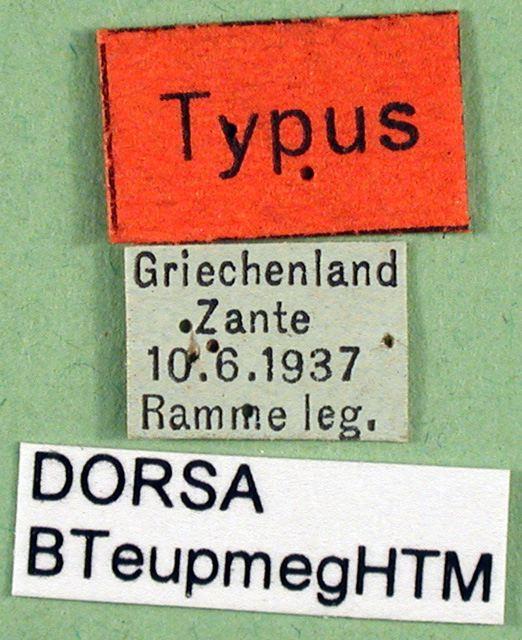 Typus
Griechenland
Zante
10.6.1937
Ramme leg.
DORSA
BTeupmegHTM